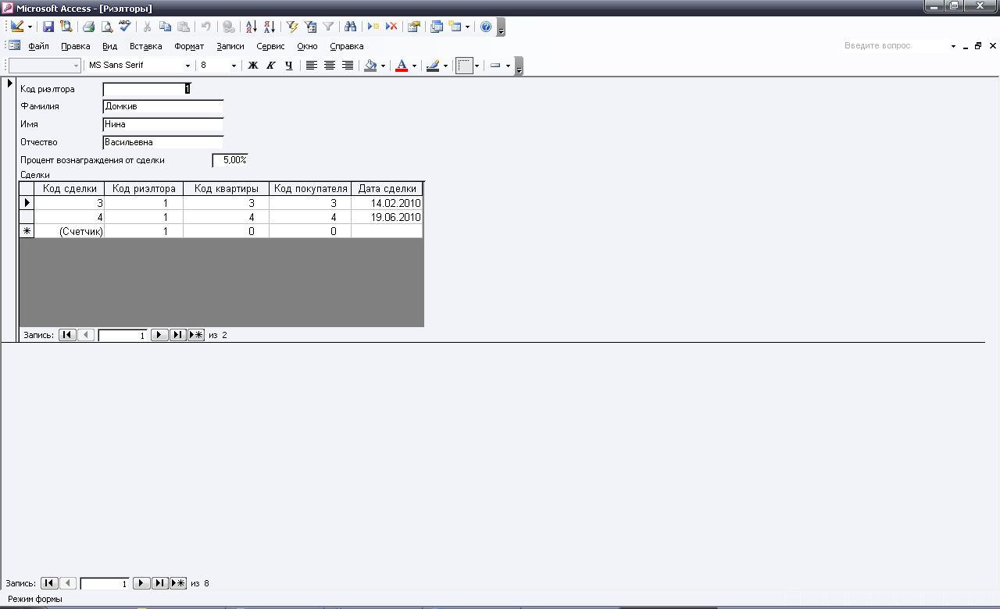 Microsoft Access - [Риэлторы]
ABC
Файл Правка Вид Вставка Формат Записи Сервис Окно Справка Введите вопрос
MS Sans Serif 8 Ж К Ч
Код риэлтора 1
Фамилия Домкив
Имя Нина
Отчество Васильевна
Процент вознаграждения от сделки 5,00%
Сделки
Код сделки Код риэлтора Код квартиры Код покупателя Дата сделки
3 1 3 3 14.02.2010
4 1 4 4 19.06.2010
(Счетчик) 1 0 0
Запись: 1 из 2
Запись: 1 из 8
Режим формы